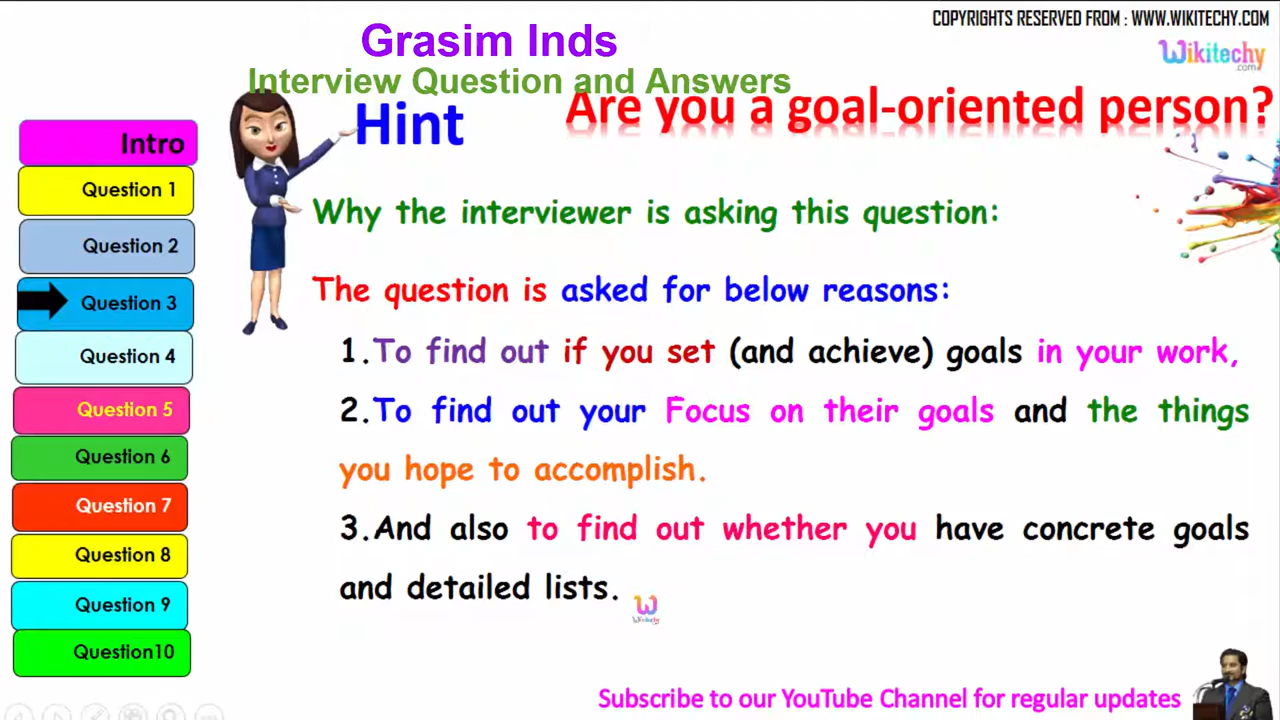 COPYRIGHTS RESERVED FROM : WWW.WIKITECHY.COM
Wikitechy
.com
Grasim Inds
Interview Question and Answers
Hint
Are you a goal-oriented person?
Intro
Question 1
Question 2
Question 3
Question 4
Question 5
Question 6
Question 7
Question 8
Question 9
Question10
Why the interviewer is asking this question:
The question is asked for below reasons:
1.To find out if you set (and achieve) goals in your work,
2.To find out your Focus on their goals and the things
you hope to accomplish.
3.And also to find out whether you have concrete goals
and detailed lists.
W
Wikitechy
Subscribe to our YouTube Channel for regular updates